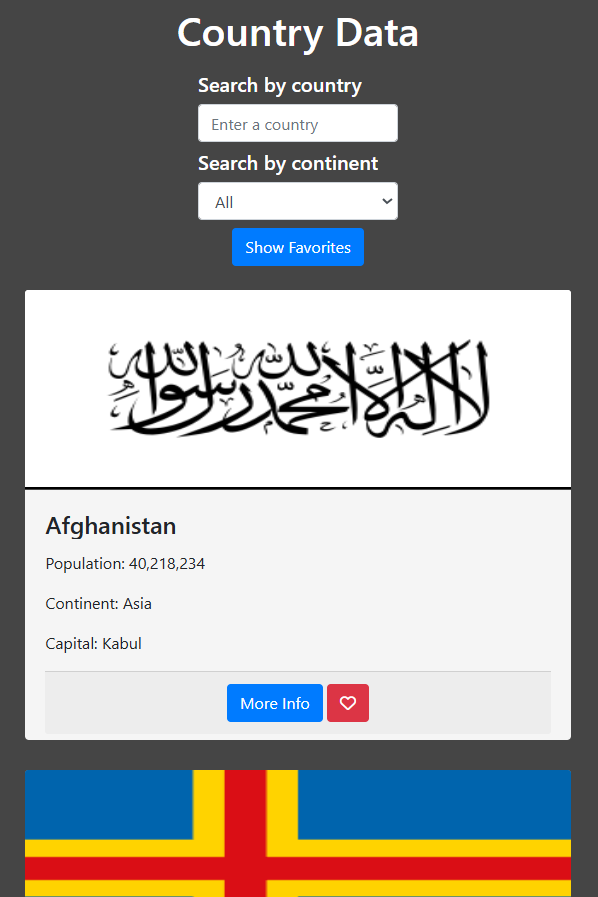 Country Data
Search by country
Enter a country
Search by continent
All
Show Favorites
لا إله إلا الله محمد رسول الله
Afghanistan
Population: 40,218,234
Continent: Asia
Capital: Kabul
More Info